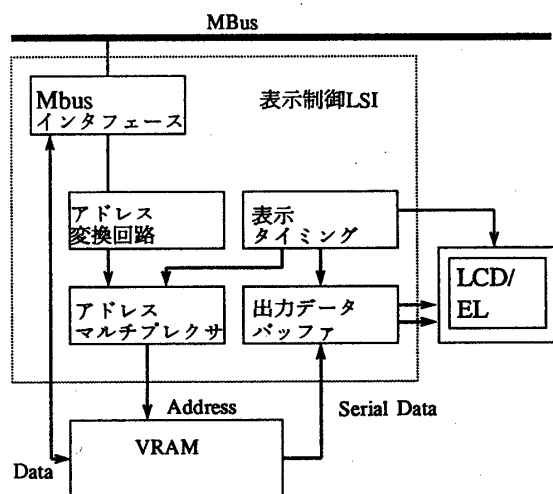 MBus
Mbus
インタフェース
表示制御LSI
アドレス
変換回路
表示
タイミング
アドレス
マルチプレクサ
出力データ
バッファ
LCD/
EL
Address
Serial Data
VRAM
Data